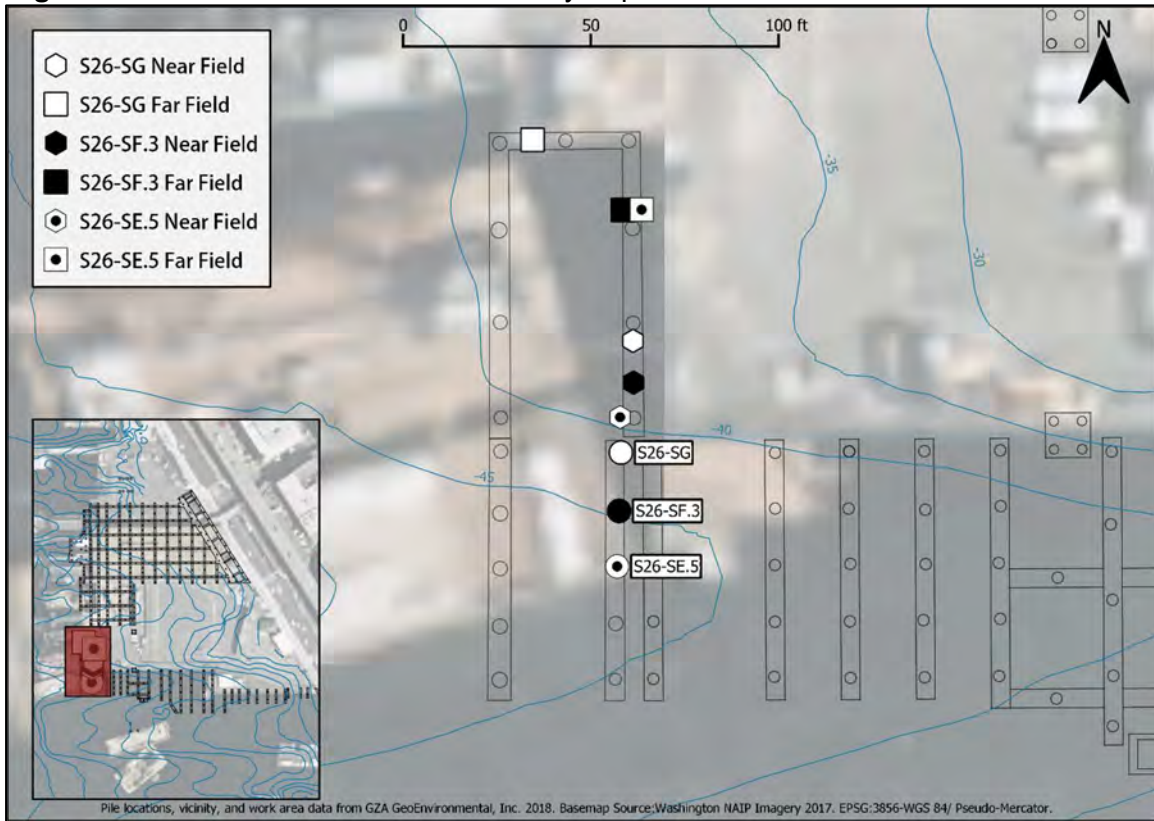 0 50 100 ft
N
S26-SG Near Field
S26-SG Far Field
S26-SF.3 Near Field
S26-SF.3 Far Field
S26-SE.5 Near Field
S26-SE.5 Far Field
-35
-30
-40
-45
S26-SG
S26-SF.3
S26-SE.5
Pile locations, vicinity, and work area data from GZA GeoEnvironmental, Inc. 2018. Basemap Source:Washington NAIP Imagery 2017. EPSG:3856-WGS 84/ Pseudo-Mercator.